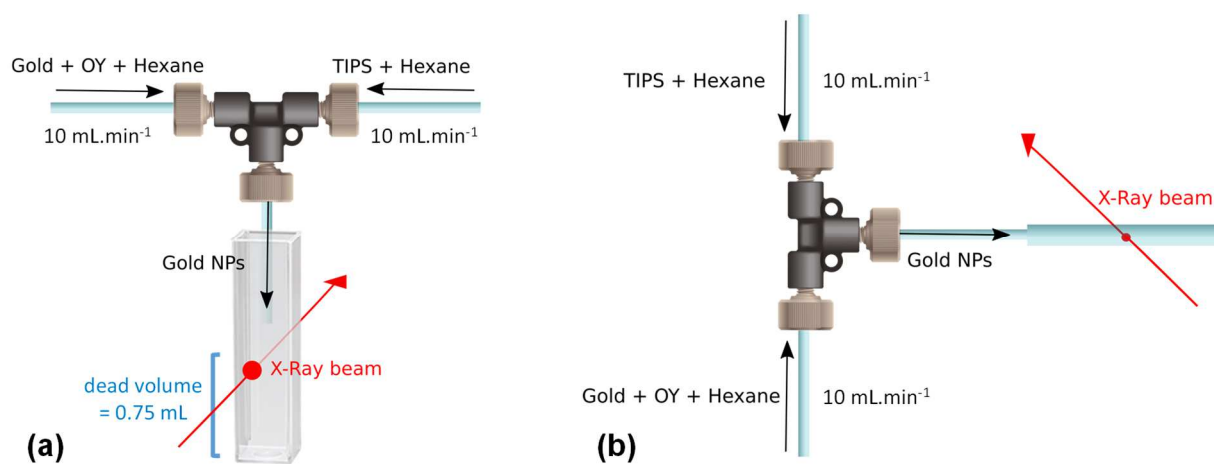 Gold + OY + Hexane
TIPS + Hexane
10 mL.min⁻¹
10 mL.min⁻¹
Gold NPs
X-Ray beam
dead volume
= 0.75 mL
(a)
TIPS + Hexane
10 mL.min⁻¹
X-Ray beam
Gold NPs
Gold + OY + Hexane
10 mL.min⁻¹
(b)